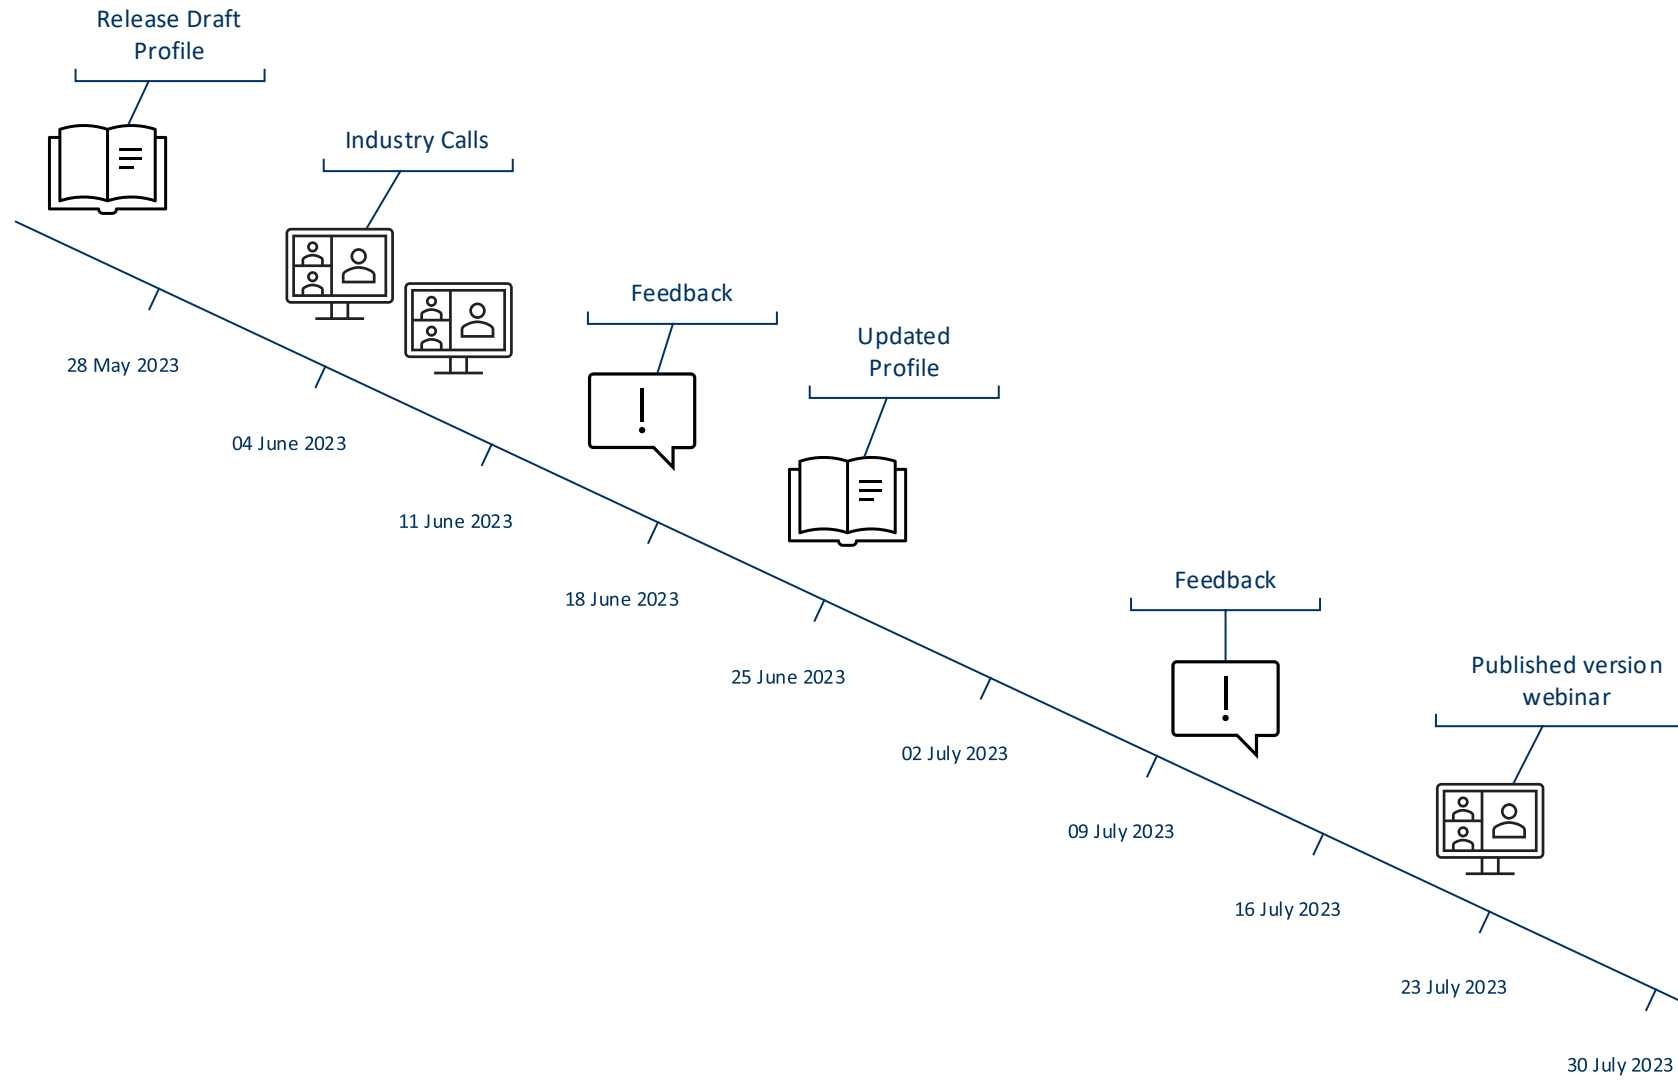 Release Draft
Profile
Industry Calls
Feedback
Updated
Profile
Feedback
Published version
webinar
28 May 2023
04 June 2023
11 June 2023
18 June 2023
25 June 2023
02 July 2023
09 July 2023
16 July 2023
23 July 2023
30 July 2023